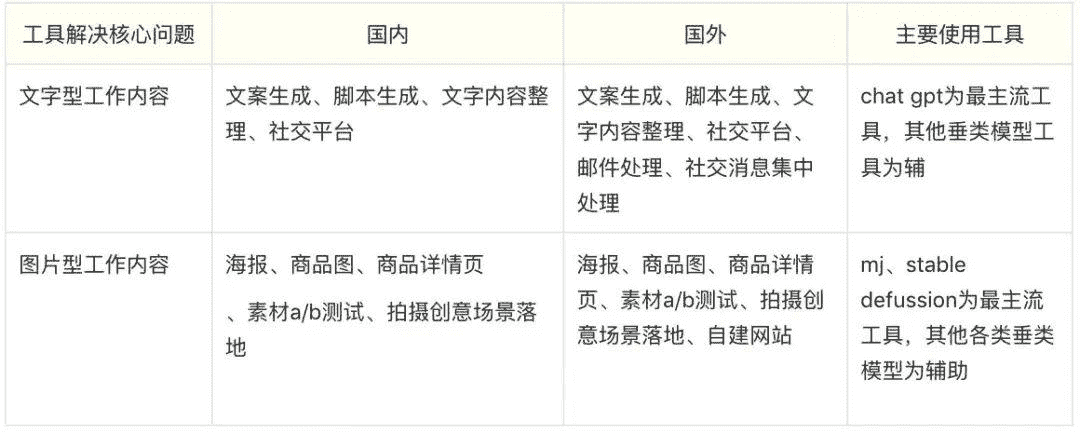 工具解决核心问题
国内
国外
主要使用工具
文字型工作内容
文案生成、脚本生成、文字内容整
理、社交平台
文案生成、脚本生成、文
字内容整理、社交平台、
邮件处理、社交消息集中
处理
chat gpt为最主流工
具，其他垂类模型工
具为辅
图片型工作内容
海报、商品图、商品详情页
、素材a/b测试、拍摄创意场景落
地
海报、商品图、商品详情
页、素材a/b测试、拍摄创
意场景落地、自建网站
mj、stable
defussion为最主流
工具，其他各类垂类
模型为辅助